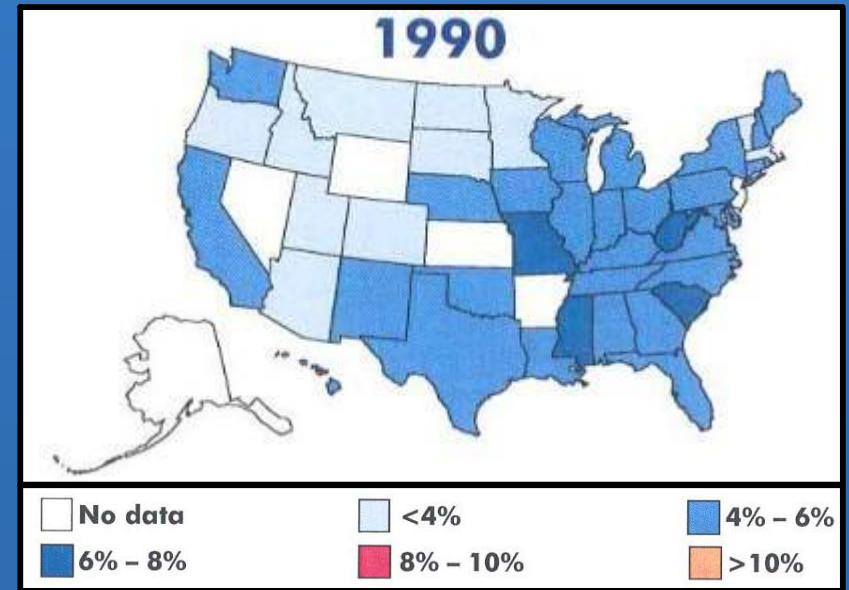 1990
No data <4% 4% – 6%
6% – 8% 8% – 10% >10%